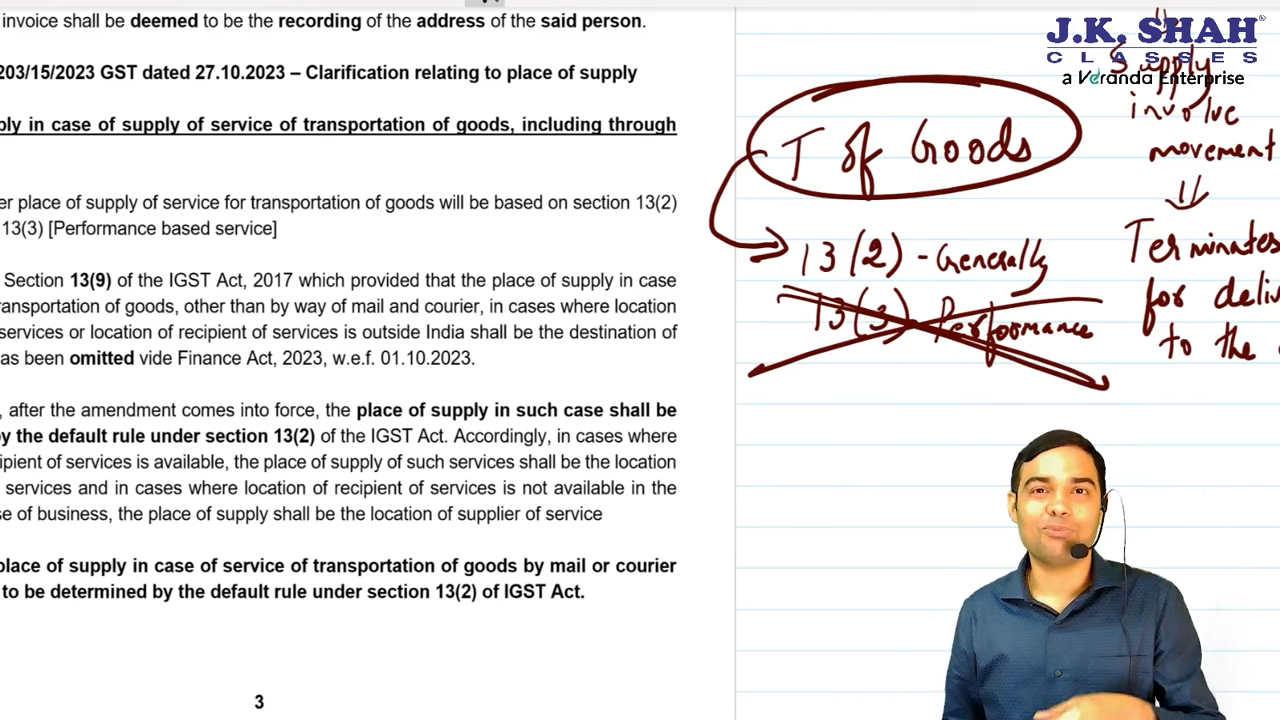 invoice shall be deemed to be the recording of the address of the said person.
203/15/2023 GST dated 27.10.2023 – Clarification relating to place of supply
ply in case of supply of service of transportation of goods, including through
er place of supply of service for transportation of goods will be based on section 13(2)
13(3) [Performance based service]
Section 13(9) of the IGST Act, 2017 which provided that the place of supply in case
ransportation of goods, other than by way of mail and courier, in cases where location
services or location of recipient of services is outside India shall be the destination of
as been omitted vide Finance Act, 2023, w.e.f. 01.10.2023.
, after the amendment comes into force, the place of supply in such case shall be
y the default rule under section 13(2) of the IGST Act. Accordingly, in cases where
ipient of services is available, the place of supply of such services shall be the location
services and in cases where location of recipient of services is not available in the
se of business, the place of supply shall be the location of supplier of service
place of supply in case of service of transportation of goods by mail or courier
to be determined by the default rule under section 13(2) of IGST Act.
3
T of Goods
13(2) - Generally
13(3) Performance
J.K. SHAH
CLASSES
a Veranda Enterprise
Supply
involve
movement
Terminates
for deliv
to the